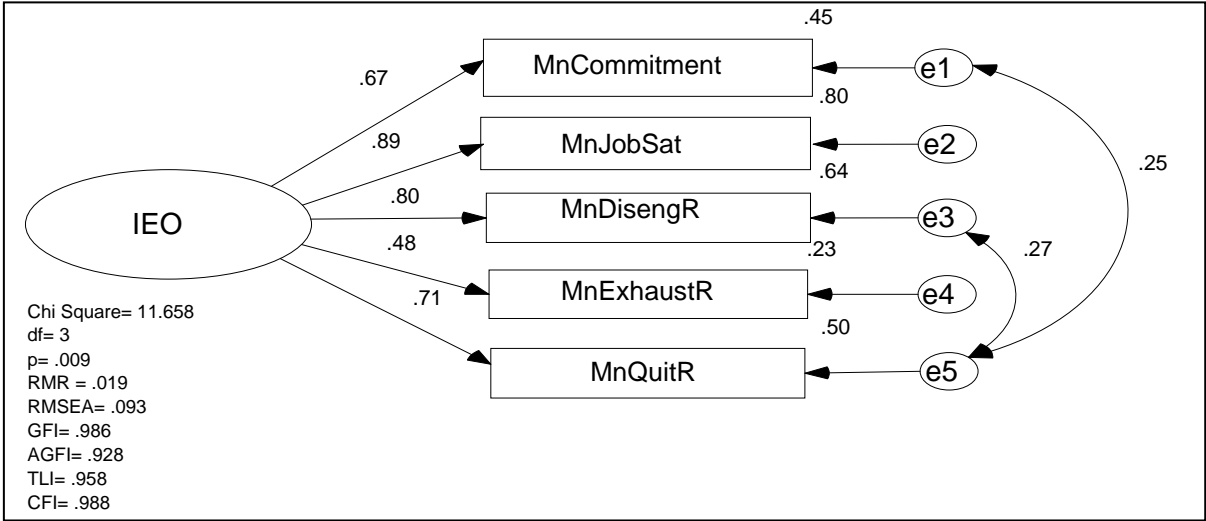 .45
MnCommitment
e1
.67
.80
.89
MnJobSat
e2
.64
.25
.80
MnDisengR
e3
IEO
.48
.23
.27
MnExhaustR
e4
.71
.50
MnQuitR
e5
Chi Square= 11.658
df= 3
p= .009
RMR = .019
RMSEA= .093
GFI= .986
AGFI= .928
TLI= .958
CFI= .988